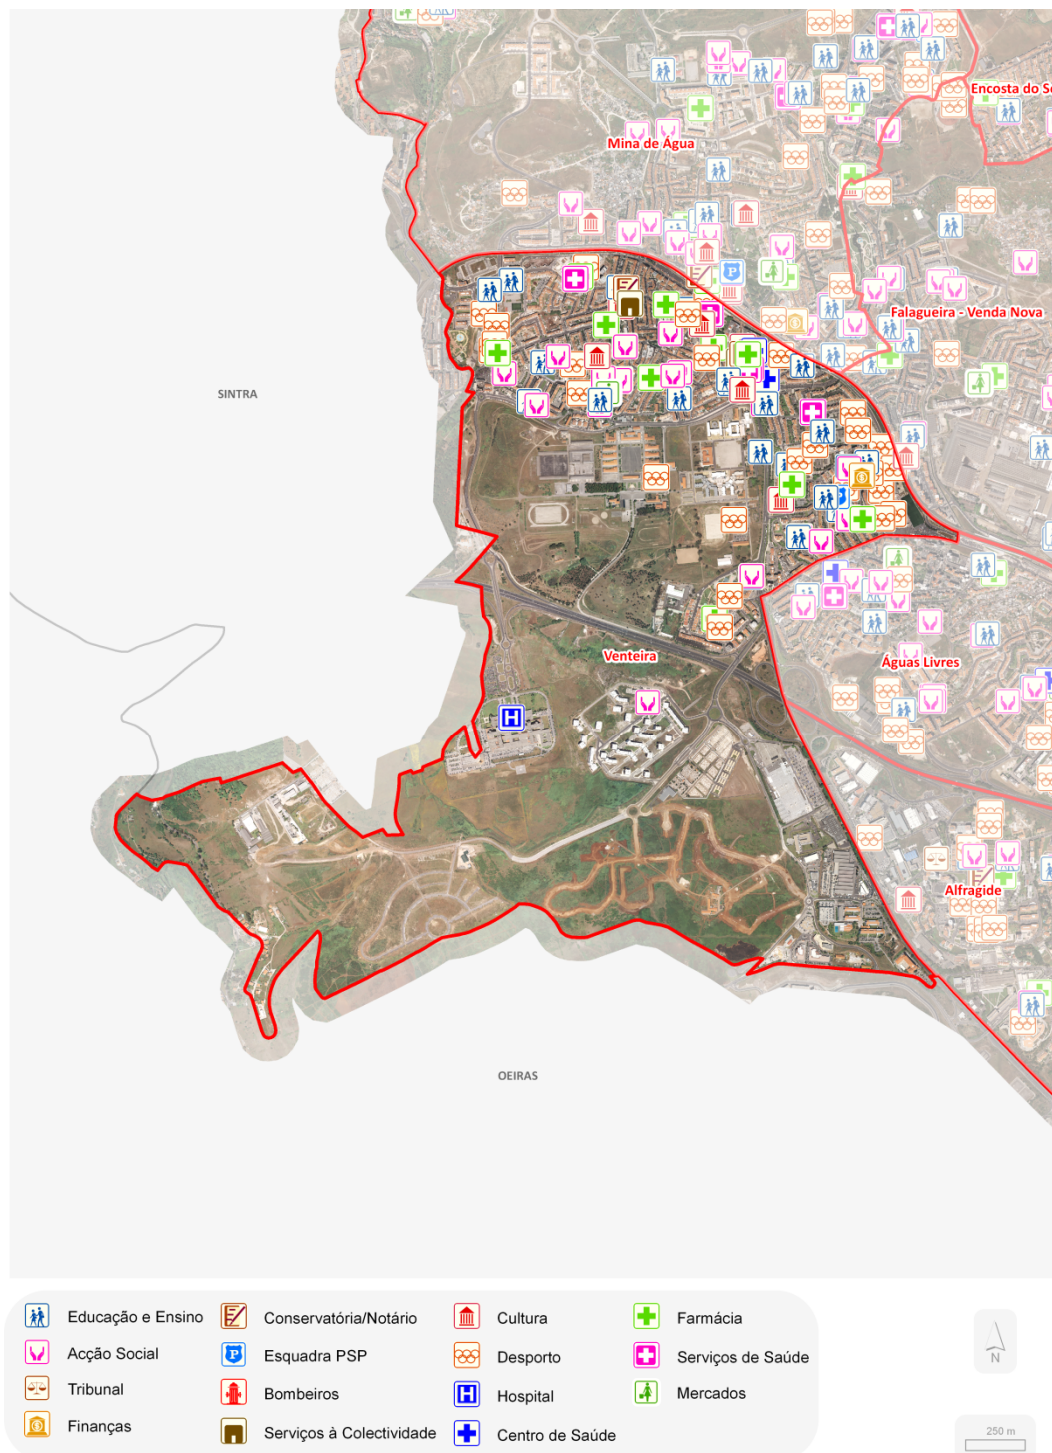 Encosta do S
Mina de Água
Falagueira - Venda Nova
SINTRA
Venteira
Águas Livres
Alfragide
OEIRAS
Educação e Ensino
Acção Social
Tribunal
Finanças
Conservatória/Notário
Esquadra PSP
Bombeiros
Serviços à Colectividade
Cultura
Desporto
Hospital
Centro de Saúde
Farmácia
Serviços de Saúde
Mercados
N
250 m